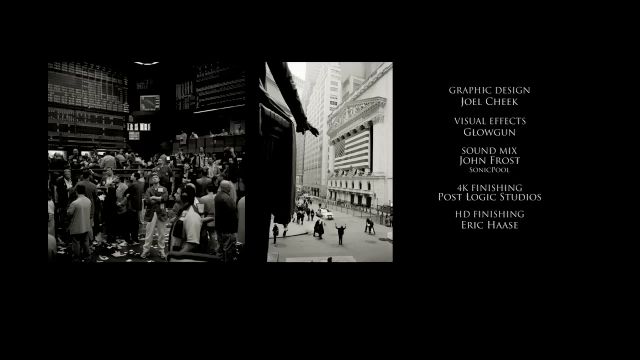 GRAPHIC DESIGN
JOEL CHEEK
VISUAL EFFECTS
GLOWGUN
SOUND MIX
JOHN FROST
SONICPOOL
4K FINISHING
POST LOGIC STUDIOS
HD FINISHING
ERIC HAASE